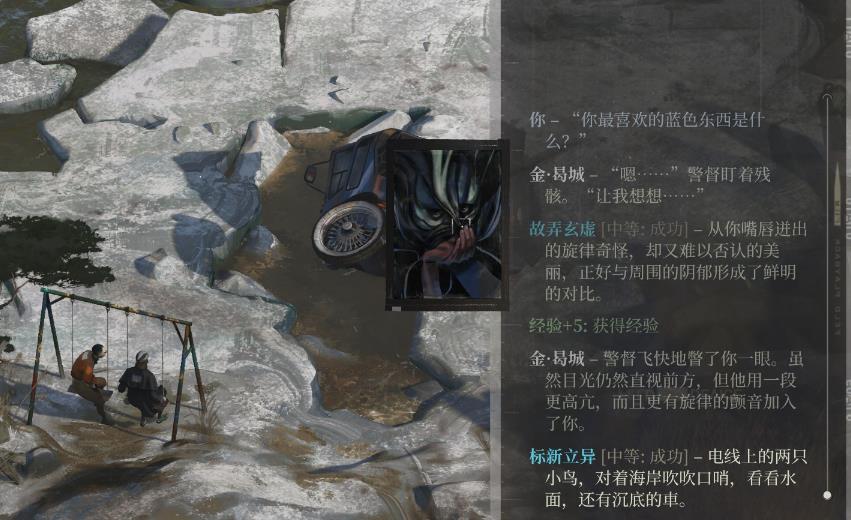 你 – “你最喜欢的蓝色东西是什
么？”
金·曷城 – “嗯……”警督盯着残
骸。“让我想想……”
故弄玄虚 [中等: 成功] – 从你嘴唇迸出
的旋律奇怪，却又难以否认的美
丽，正好与周围的阴郁形成了鲜明
的对比。
经验+5: 获得经验
金·曷城 – 警督飞快地瞥了你一眼。虽
然目光仍然直视前方，但他用一段
更高亢，而且更有旋律的颤音加入
了你。
标新立异 [中等: 成功] – 电线上的两只
小鸟，对着海岸吹吹口哨，看看水
面，还有沉底的車。